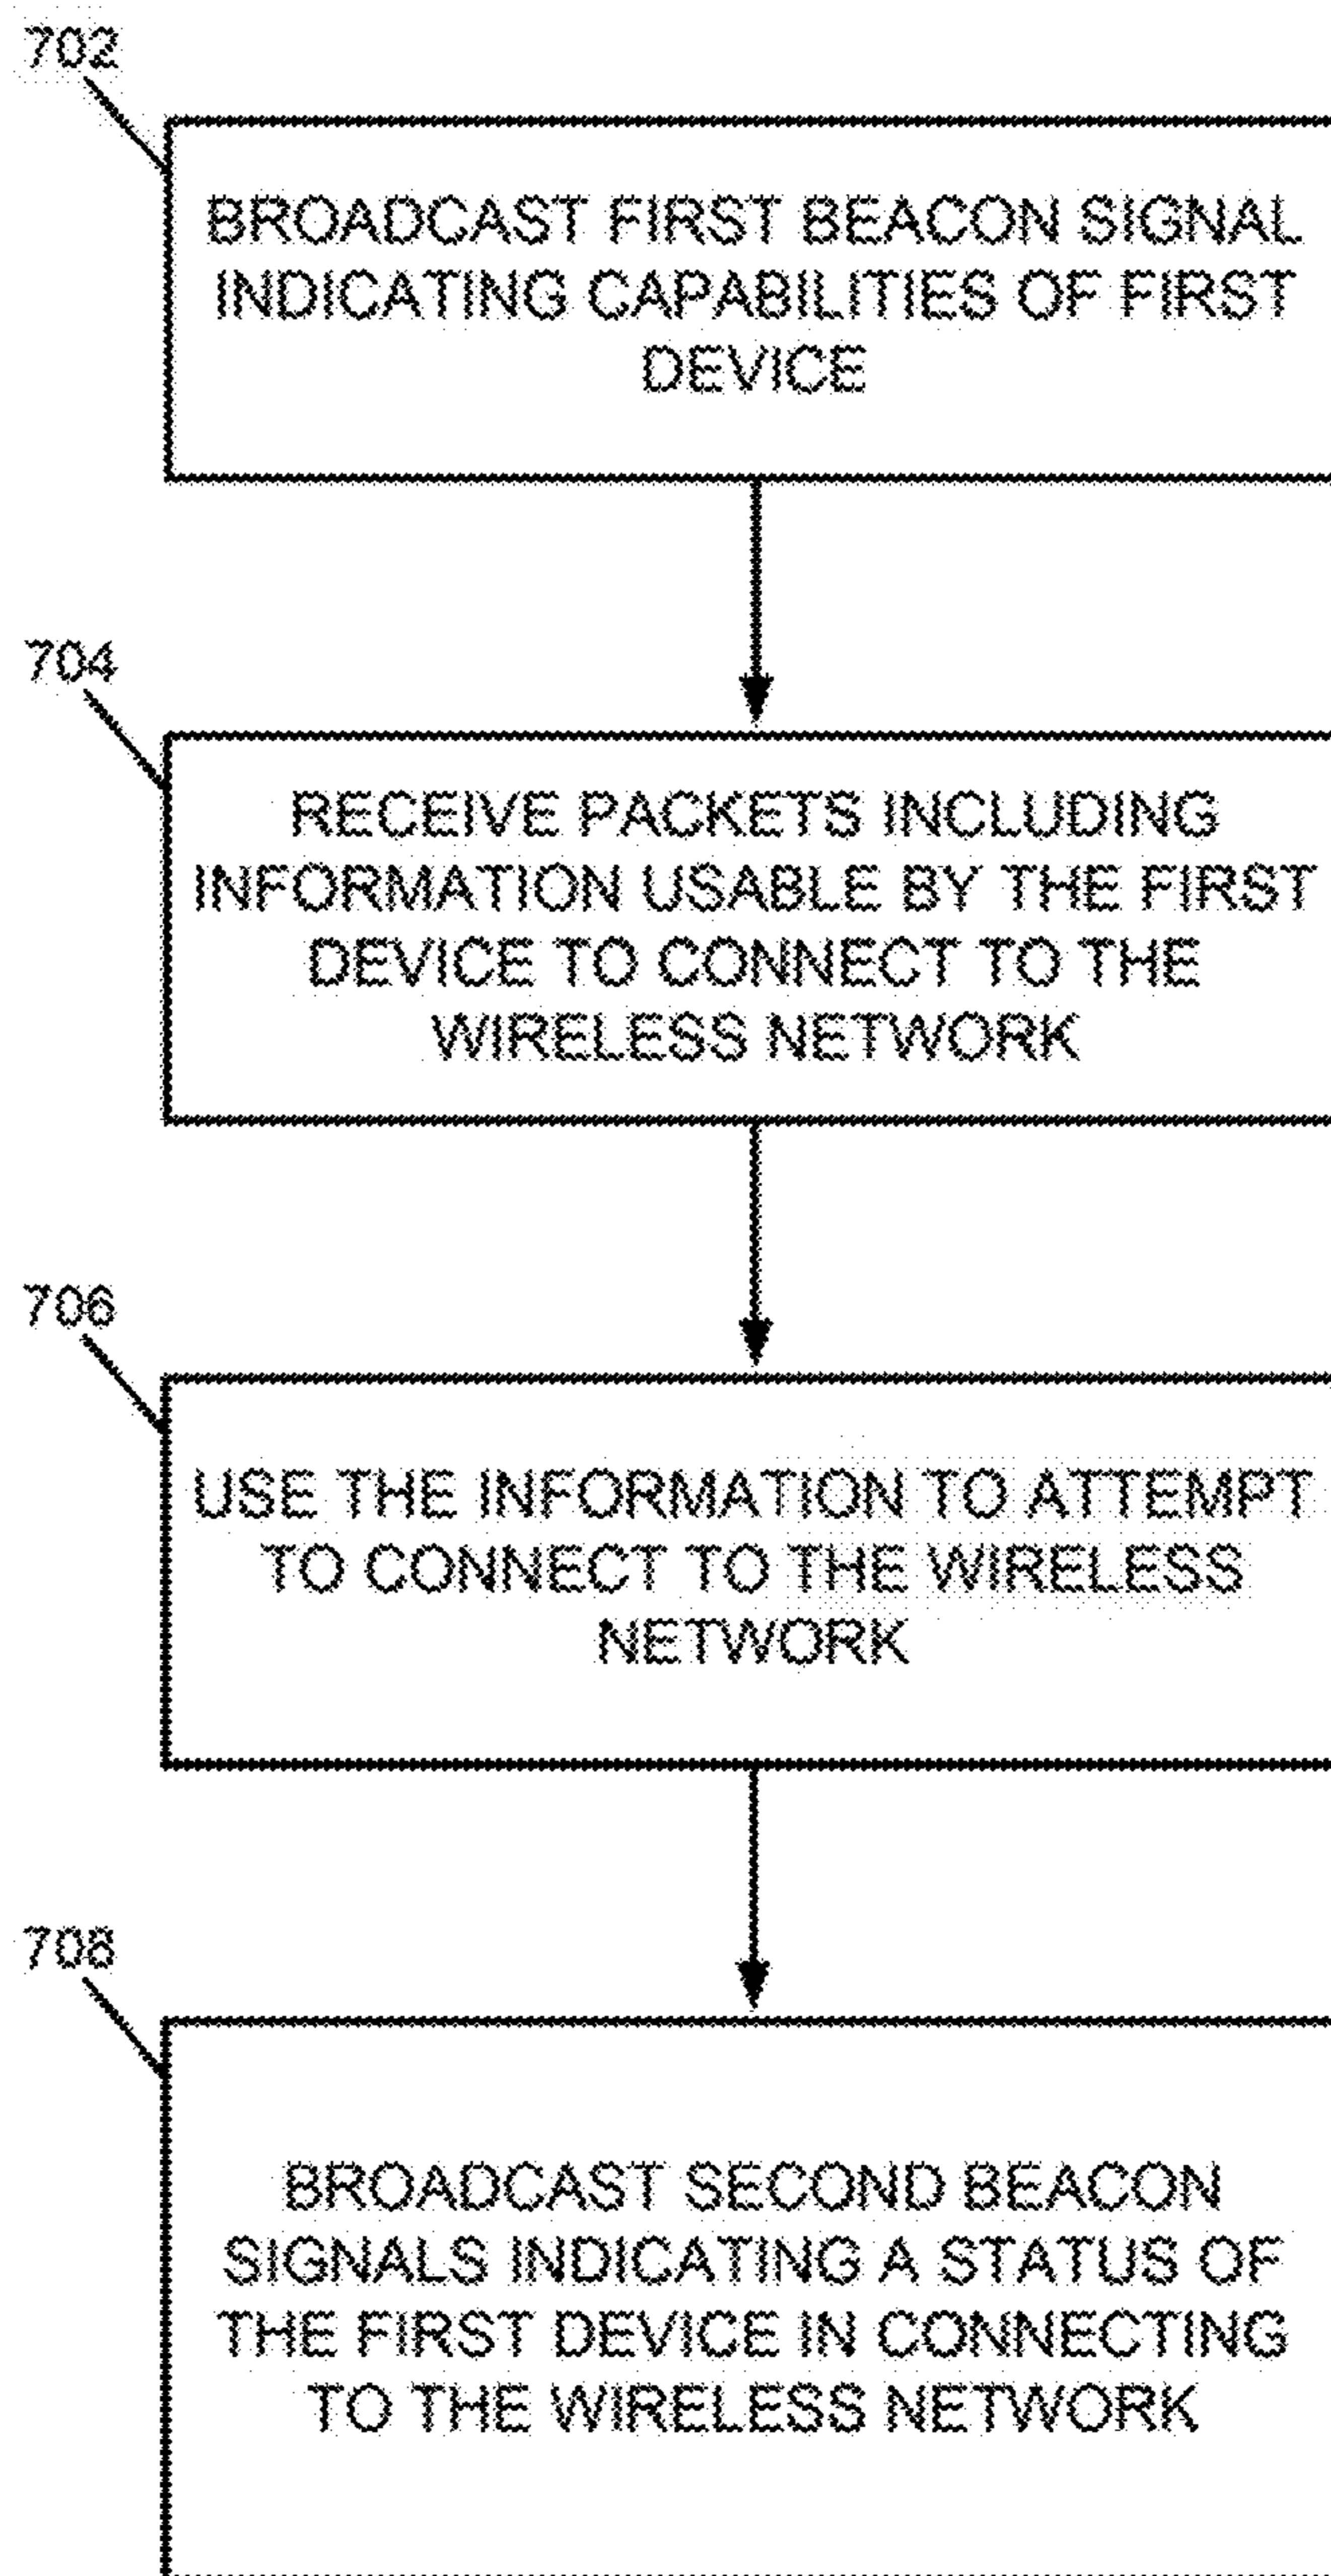 702
BROADCAST FIRST BEACON SIGNAL
INDICATING CAPABILITIES OF FIRST
DEVICE
704
RECEIVE PACKETS INCLUDING
INFORMATION USABLE BY THE FIRST
DEVICE TO CONNECT TO THE
WIRELESS NETWORK
706
USE THE INFORMATION TO ATTEMPT
TO CONNECT TO THE WIRELESS
NETWORK
708
BROADCAST SECOND BEACON
SIGNALS INDICATING A STATUS OF
THE FIRST DEVICE IN CONNECTING
TO THE WIRELESS NETWORK